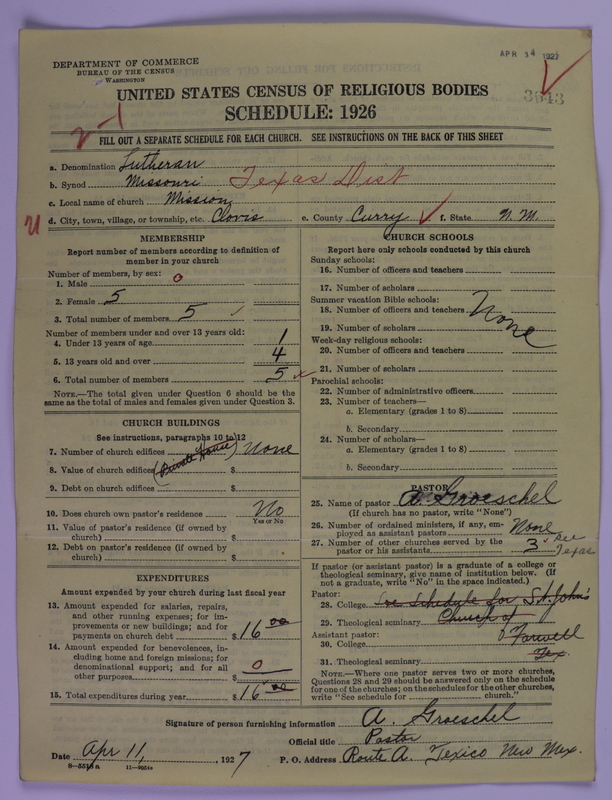 DEPARTMENT OF COMMERCE
BUREAU OF THE CENSUS
WASHINGTON
APR 14 1927
3643
UNITED STATES CENSUS OF RELIGIOUS BODIES
SCHEDULE: 1926
FILL OUT A SEPARATE SCHEDULE FOR EACH CHURCH. SEE INSTRUCTIONS ON THE BACK OF THIS SHEET
a. Denomination Lutheran
b. Synod Missouri Texas Dist
c. Local name of church Mission
d. City, town, village, or township, etc. Clovis e. County Curry f. State N. M.
MEMBERSHIP
Report number of members according to definition of
member in your church
Number of members, by sex:
1. Male 0
2. Female 5
3. Total number of members 5
Number of members under and over 13 years old:
4. Under 13 years of age 1
5. 13 years old and over 4
6. Total number of members 5
NOTE.—The total given under Question 6 should be
same as the total of males and females given under Question 3.
CHURCH BUILDINGS
See instructions, paragraphs 10 to 12
7. Number of church edifices None
8. Value of church edifices (Private House) $
9. Debt on church edifices $
10. Does church own pastor's residence No
Yes or No
11. Value of pastor's residence (if owned by
church) $
12. Debt on pastor's residence (if owned by
church) $
EXPENDITURES
Amount expended by your church during last fiscal year
13. Amount expended for salaries, repairs,
and other running expenses; for im-
provements or new buildings; and for
payments on church debt $ 16 00
14. Amount expended for benevolences, in-
cluding home and foreign missions; for
denominational support; and for all
other purposes 0
15. Total expenditures during year $ 16 00
CHURCH SCHOOLS
Report here only schools conducted by this church
Sunday schools:
16. Number of officers and teachers
17. Number of scholars
Summer vacation Bible schools:
18. Number of officers and teachers None
19. Number of scholars
Week-day religious schools:
20. Number of officers and teachers
21. Number of scholars
Parochial schools:
22. Number of administrative officers
23. Number of teachers—
a. Elementary (grades 1 to 8)
b. Secondary
24. Number of scholars—
a. Elementary (grades 1 to 8)
b. Secondary
PASTOR
25. Name of pastor A. Groeschel
(If church has no pastor, write "None")
26. Number of ordained ministers, if any, em-
ployed as assistant pastors None
27. Number of other churches served by the
pastor or his assistants 3 See Texas
If pastor (or assistant pastor) is a graduate of a college or
theological seminary, give name of institution below. (If
not a graduate, write "No" in the space indicated.)
Pastor:
28. College See schedule for St. John's
29. Theological seminary Church of
Assistant pastor:
30. College Farwell
31. Theological seminary Tex.
NOTE.—Where one pastor serves two or more churches,
Questions 28 and 29 should be answered only on the schedule
for one of the churches; on the schedules for the other churches,
write "See schedule for church."
Signature of person furnishing information A. Groeschel
Official title Pastor
Date Apr 11, 1927 P. O. Address Route A. Texico New Mex.